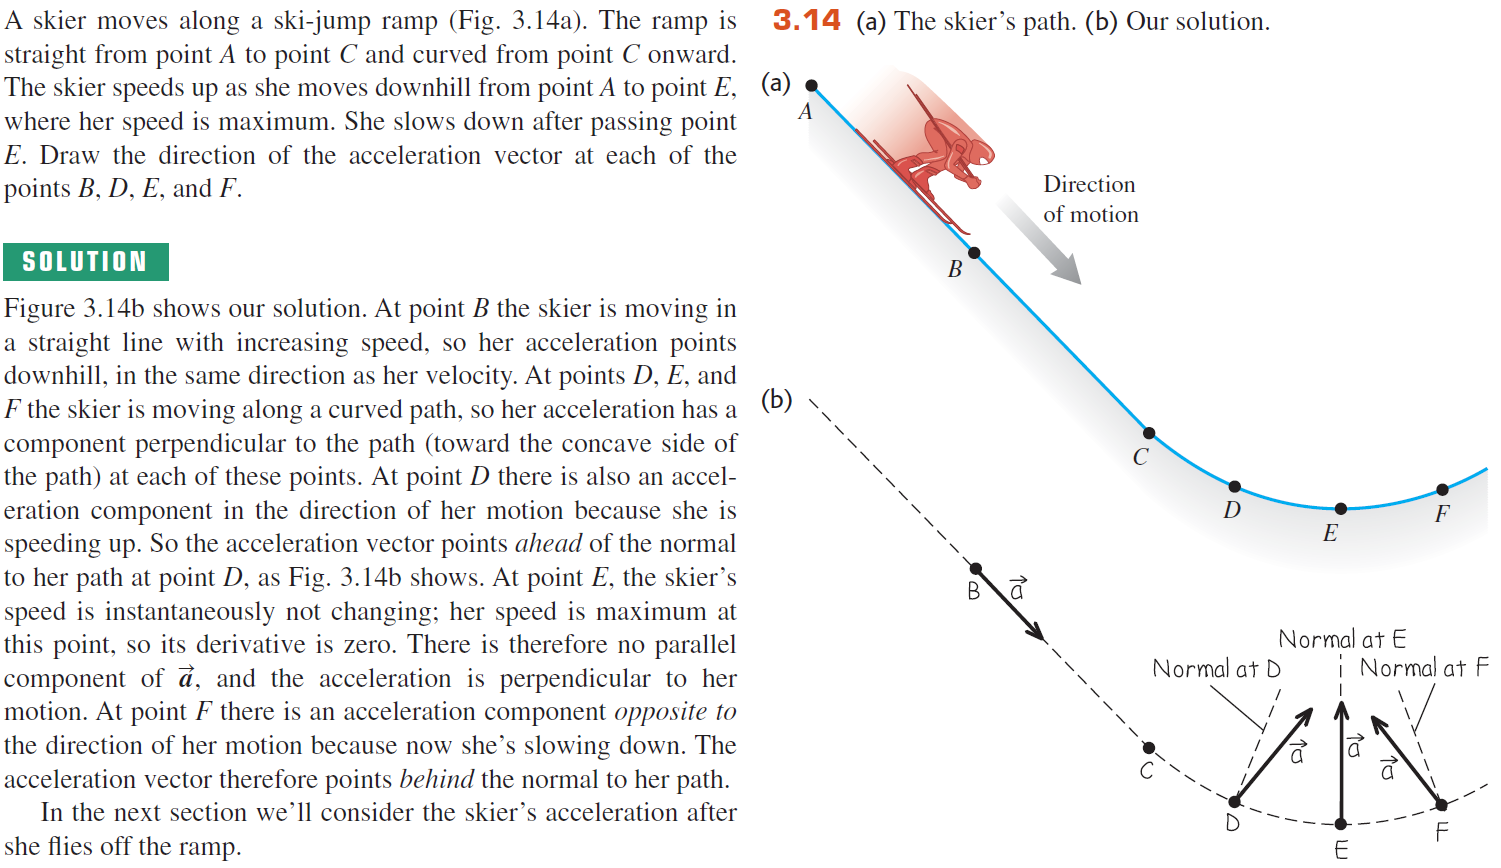 A skier moves along a ski-jump ramp (Fig. 3.14a). The ramp is
straight from point A to point C and curved from point C onward.
The skier speeds up as she moves downhill from point A to point E,
where her speed is maximum. She slows down after passing point
E. Draw the direction of the acceleration vector at each of the
points B, D, E, and F.
SOLUTION
Figure 3.14b shows our solution. At point B the skier is moving in
a straight line with increasing speed, so her acceleration points
downhill, in the same direction as her velocity. At points D, E, and
F the skier is moving along a curved path, so her acceleration has a
component perpendicular to the path (toward the concave side of
the path) at each of these points. At point D there is also an accel-
eration component in the direction of her motion because she is
speeding up. So the acceleration vector points ahead of the normal
to her path at point D, as Fig. 3.14b shows. At point E, the skier's
speed is instantaneously not changing; her speed is maximum at
this point, so its derivative is zero. There is therefore no parallel
component of a⃗, and the acceleration is perpendicular to her
motion. At point F there is an acceleration component opposite to
the direction of her motion because now she's slowing down. The
acceleration vector therefore points behind the normal to her path.
In the next section we'll consider the skier's acceleration after
she flies off the ramp.
3.14 (a) The skier's path. (b) Our solution.
(a)
A
Direction
of motion
B
C
D
E
F
(b)
B
a⃗
Normal at E
Normal at D
Normal at F
a⃗
a⃗
a⃗
C
D
E
F